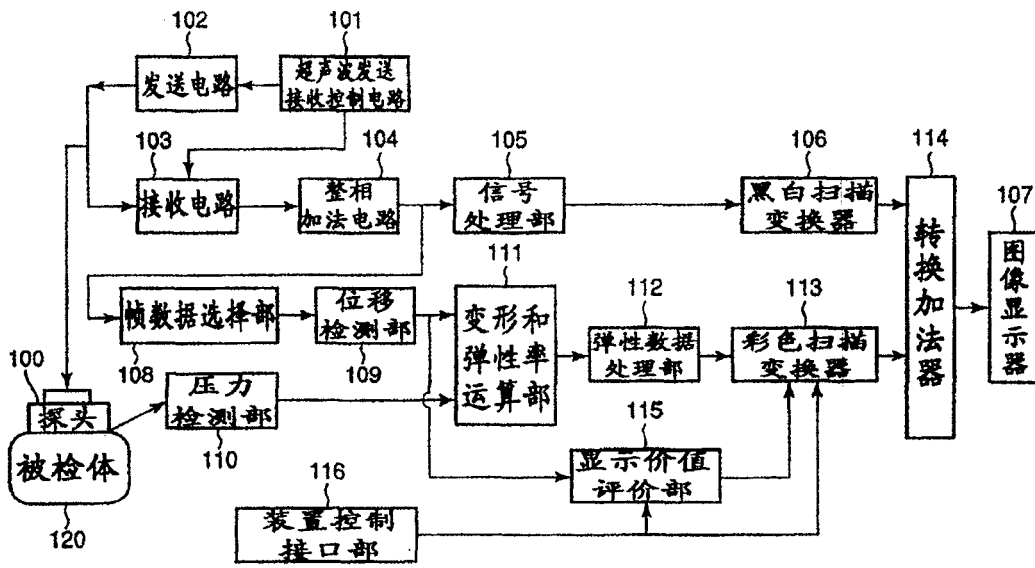 102
101
发送电路
超声波发送
接收控制电路
103
104
105
106
114
接收电路
整相
加法电路
信号
处理部
黑白扫描
变换器
转换加法器
107
图像显示器
111
帧数据选择部
位移
检测部
变形和
弹性率
运算部
112
113
弹性数据
处理部
彩色扫描
变换器
100
108
109
探头
压力
检测部
110
被检体
120
115
显示价值
评价部
116
装置控制
接口部